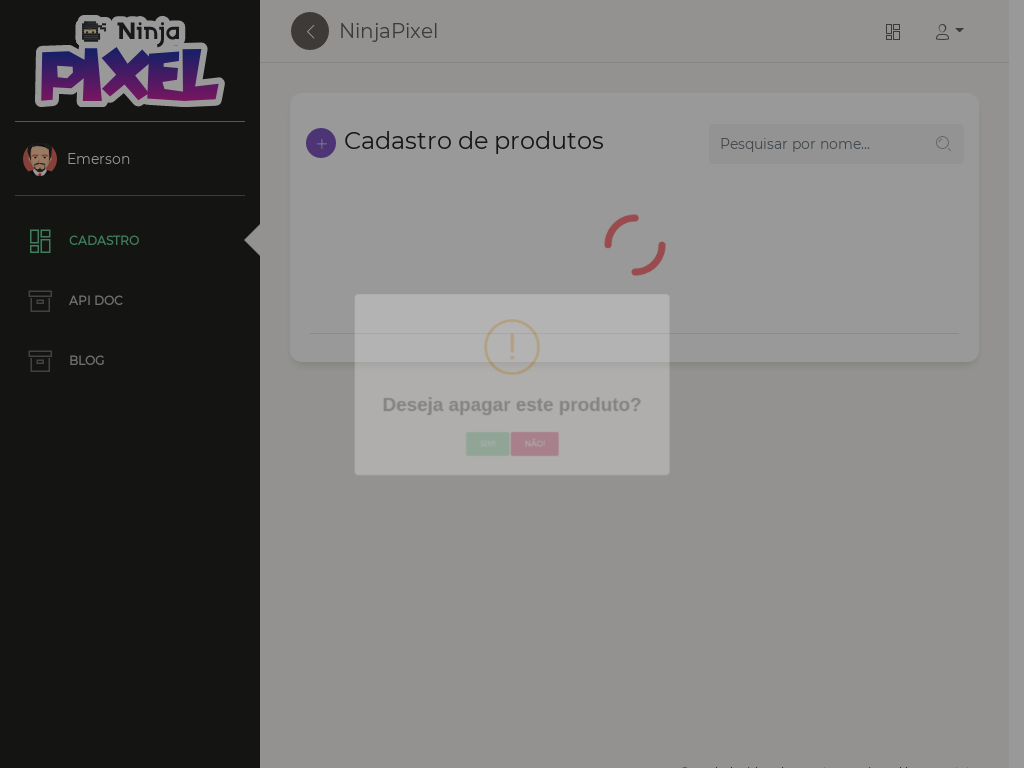 Ninja
PIXEL
NinjaPixel
Emerson
Cadastro de produtos
Pesquisar por nome...
CADASTRO
API DOC
BLOG
Deseja apagar este produto?
SIM! NÃO!